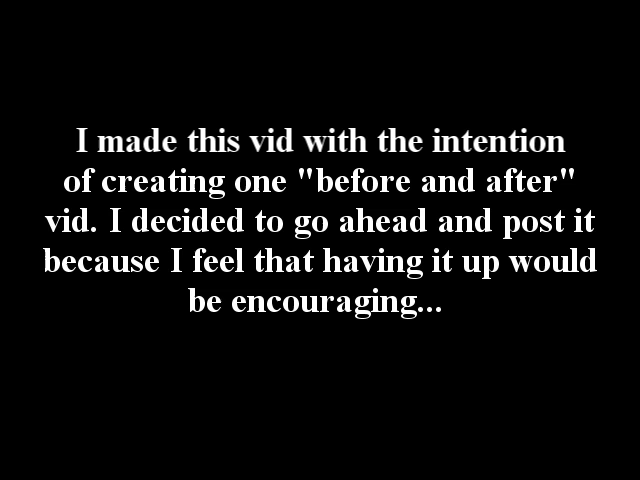 I made this vid with the intention
of creating one "before and after"
vid. I decided to go ahead and post it
because I feel that having it up would
be encouraging...